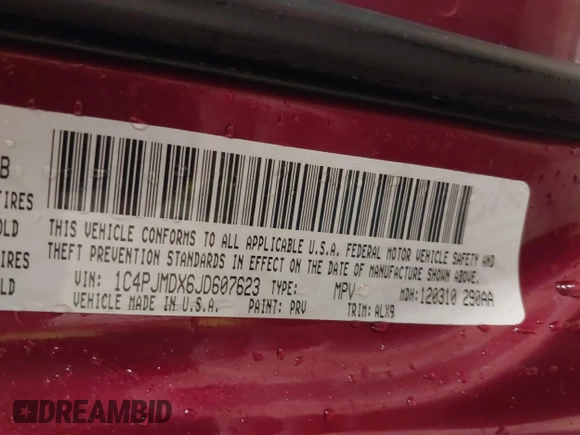 B
TIRES
OLD
IRES
LD
THIS VEHICLE CONFORMS TO ALL APPLICABLE U.S.A. FEDERAL MOTOR VEHICLE SAFETY AND
THEFT PREVENTION STANDARDS IN EFFECT ON THE DATE OF MANUFACTURE SHOWN ABOVE.
VIN: 1C4PJMDX6JD607623 TYPE: MPV MDH:120310 290AA
VEHICLE MADE IN U.S.A. PAINT: PRV TRIM: ALX9
DREAMBID